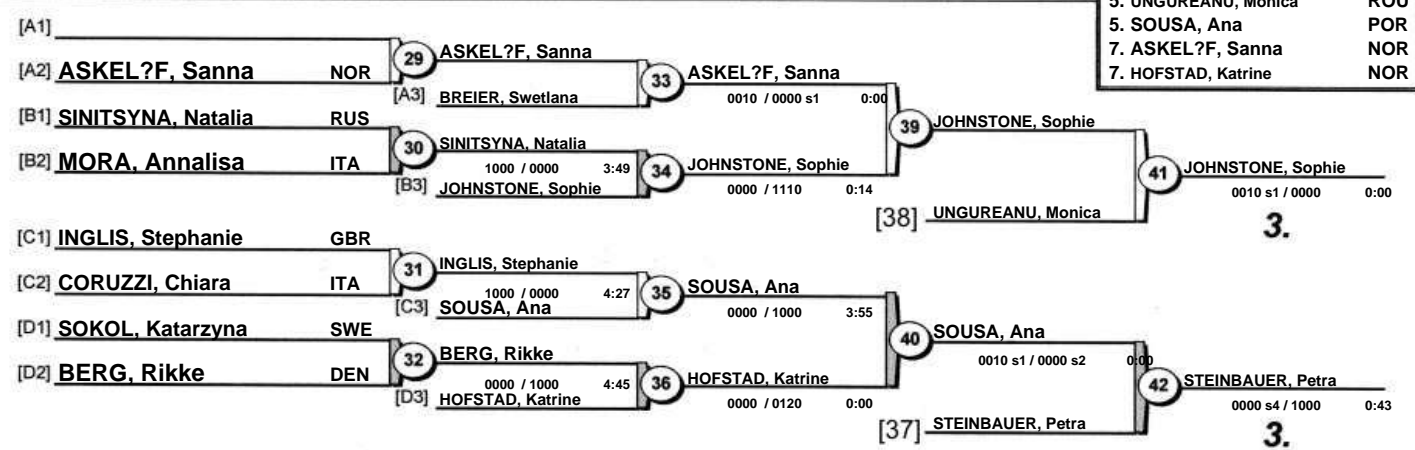 5. UNGUREANU, Monica ROU
5. SOUSA, Ana POR
7. ASKEL?F, Sanna NOR
7. HOFSTAD, Katrine NOR
[A1]
[A2] ASKEL?F, Sanna NOR
29
ASKEL?F, Sanna
[A3] BREIER, Swetlana
33
ASKEL?F, Sanna
0010 / 0000 s1 0:00
[B1] SINITSYNA, Natalia RUS
[B2] MORA, Annalisa ITA
30
SINITSYNA, Natalia
1000 / 0000 3:49
[B3] JOHNSTONE, Sophie
34
JOHNSTONE, Sophie
0000 / 1110 0:14
39
JOHNSTONE, Sophie
[38] UNGUREANU, Monica
41
JOHNSTONE, Sophie
0010 s1 / 0000 0:00
3.
[C1] INGLIS, Stephanie GBR
[C2] CORUZZI, Chiara ITA
31
INGLIS, Stephanie
1000 / 0000 4:27
[C3] SOUSA, Ana
35
SOUSA, Ana
0000 / 1000 3:55
[D1] SOKOL, Katarzyna SWE
[D2] BERG, Rikke DEN
32
BERG, Rikke
0000 / 1000 4:45
[D3] HOFSTAD, Katrine
36
HOFSTAD, Katrine
0000 / 0120 0:00
40
SOUSA, Ana
0010 s1 / 0000 s2 0:00
[37] STEINBAUER, Petra
42
STEINBAUER, Petra
0000 s4 / 1000 0:43
3.